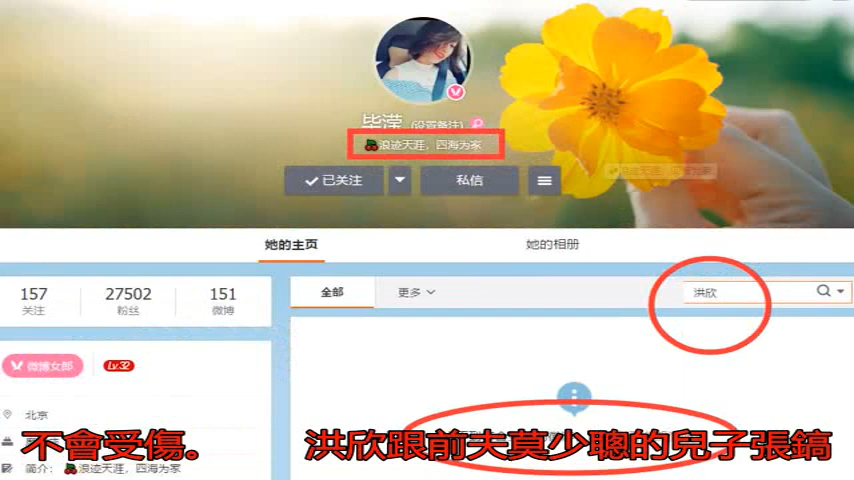 毕滢 (设置备注)
浪迹天涯，四海为家
已关注
私信
她的主页
她的相册
157
关注
27502
粉丝
151
微博
全部
更多
洪欣
微博女郎
Lv.32
北京
简介：
浪迹天涯，四海为家
不會受傷。
洪欣跟前夫莫少聰的兒子張鎬